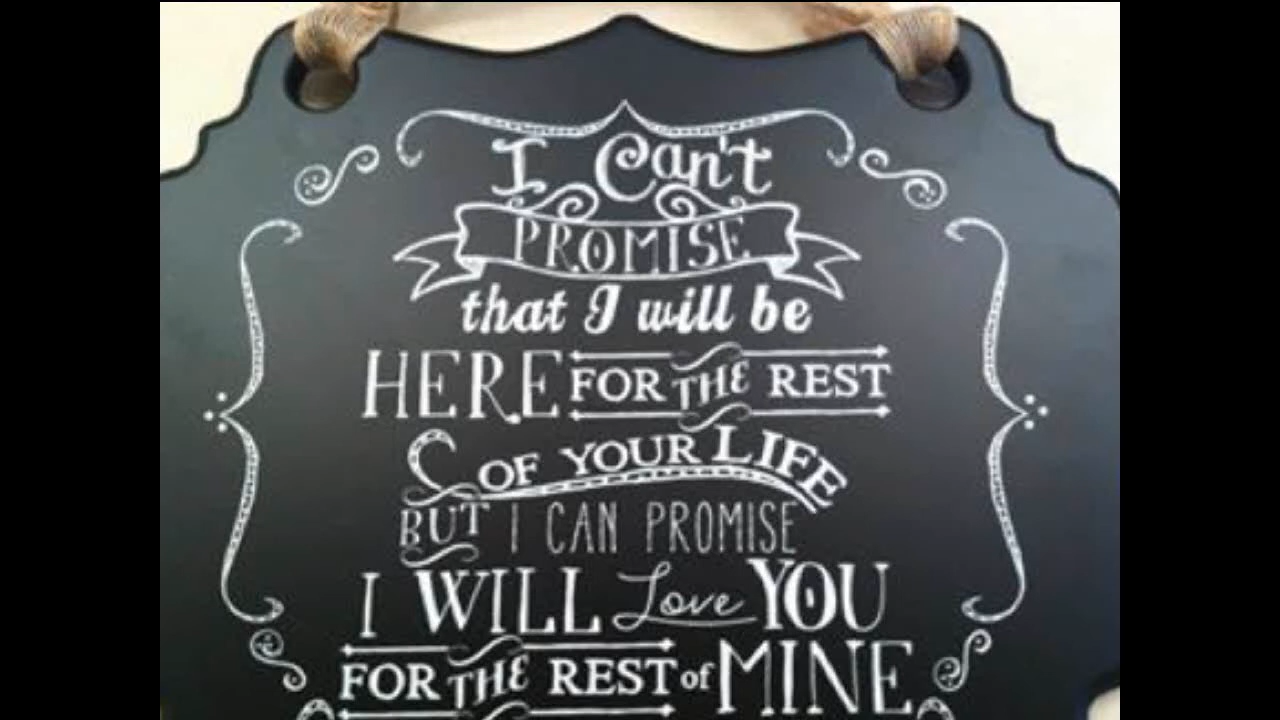 I Can't
PROMISE
that I will be
HERE FOR THE REST
OF YOUR LIFE
BUT I CAN PROMISE
I WILL Love YOU
FOR THE REST of MINE